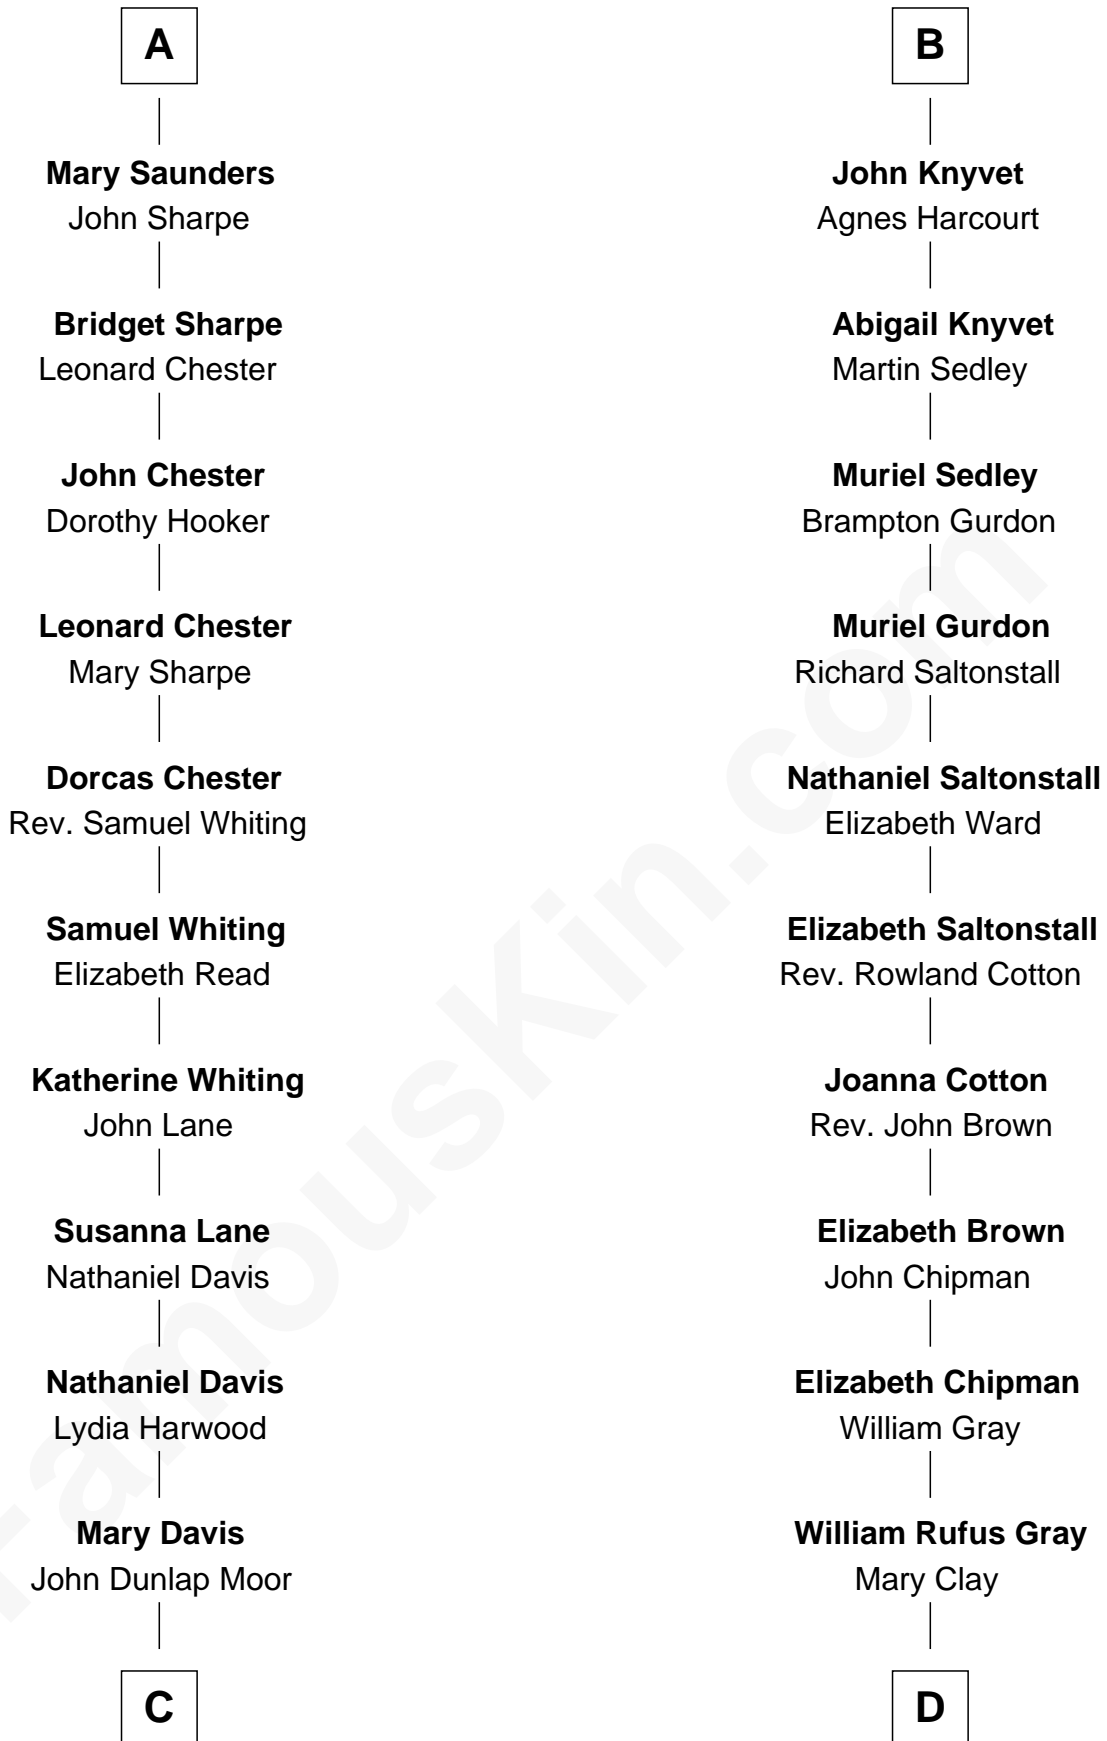 A
Mary Saunders
John Sharpe
Bridget Sharpe
Leonard Chester
John Chester
Dorothy Hooker
Leonard Chester
Mary Sharpe
Dorcas Chester
Rev. Samuel Whiting
Samuel Whiting
Elizabeth Read
Katherine Whiting
John Lane
Susanna Lane
Nathaniel Davis
Nathaniel Davis
Lydia Harwood
Mary Davis
John Dunlap Moor
C
B
John Knyvet
Agnes Harcourt
Abigail Knyvet
Martin Sedley
Muriel Sedley
Brampton Gurdon
Muriel Gurdon
Richard Saltonstall
Nathaniel Saltonstall
Elizabeth Ward
Elizabeth Saltonstall
Rev. Rowland Cotton
Joanna Cotton
Rev. John Brown
Elizabeth Brown
John Chipman
Elizabeth Chipman
William Gray
William Rufus Gray
Mary Clay
D
FamousKin.com